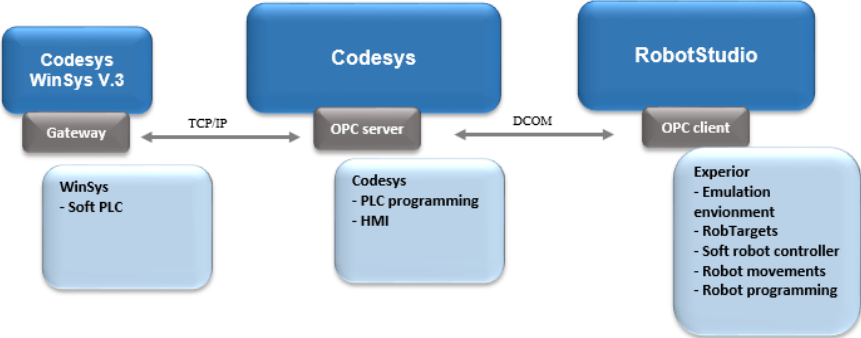 Codesys
WinSys V.3
Gateway
TCP/IP
Codesys
OPC server
DCOM
RobotStudio
OPC client
WinSys
- Soft PLC
Codesys
- PLC programming
- HMI
Experior
- Emulation
envionment
- RobTargets
- Soft robot controller
- Robot movements
- Robot programming